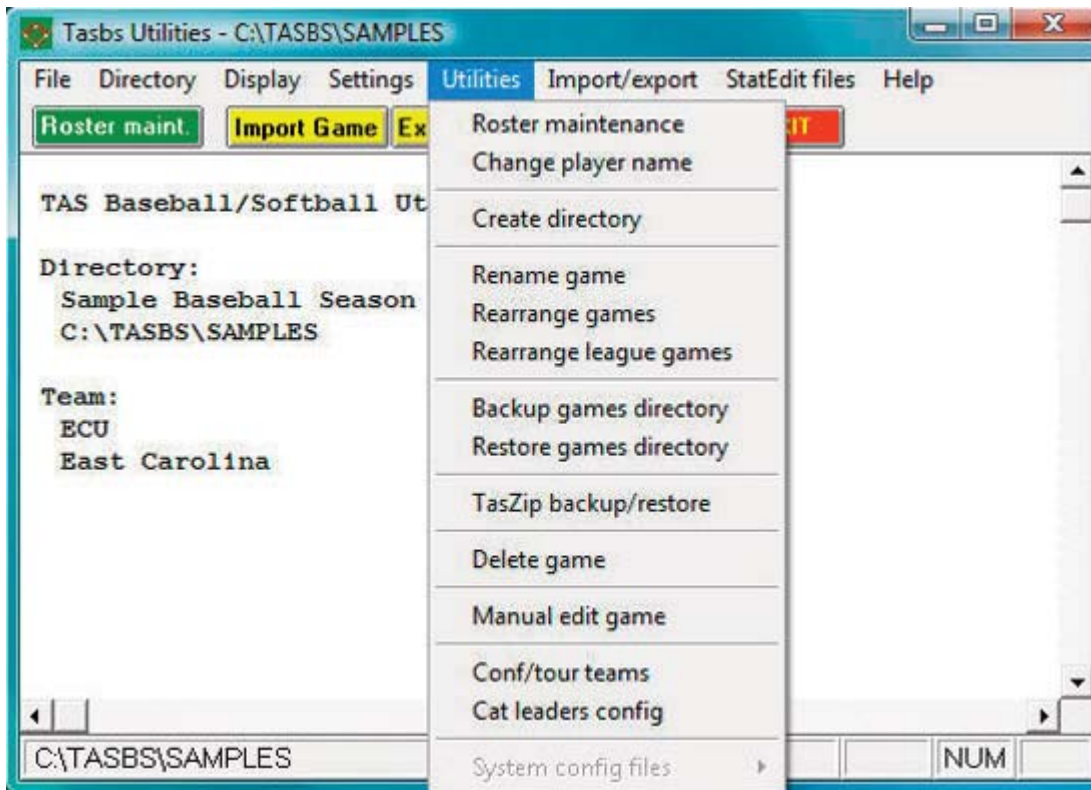 Tasbs Utilities - C:\TASBS\SAMPLES
File Directory Display Settings Utilities Import/export StatEdit files Help
Roster maint. Import Game Ex IT
TAS Baseball/Softball Ut
Directory:
Sample Baseball Season
C:\TASBS\SAMPLES
Team:
ECU
East Carolina
Roster maintenance
Change player name
Create directory
Rename game
Rearrange games
Rearrange league games
Backup games directory
Restore games directory
TasZip backup/restore
Delete game
Manual edit game
Conf/tour teams
Cat leaders config
System config files
C:\TASBS\SAMPLES NUM